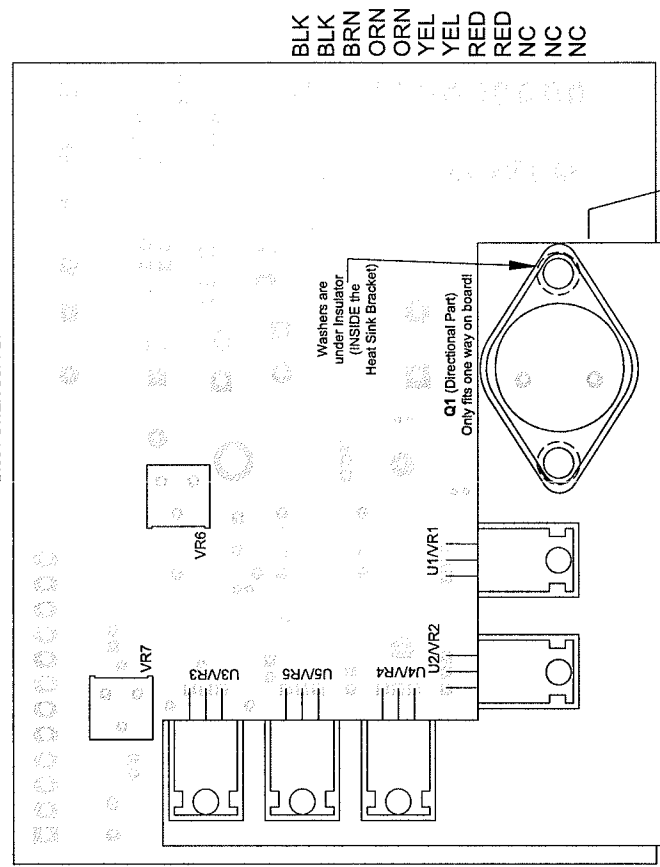 BLK
BLK
BRN
ORN
ORN
YEL
YEL
RED
RED
NC
NC
NC
Washers are
under Insulator
(INSIDE the
Heat Sink Bracket)
Q1 (Directional Part)
Only fits one way on board!
VR6
VR7
U1/VR1
U2/VR2
U3/VR3
U5/VR5
U4/VR4